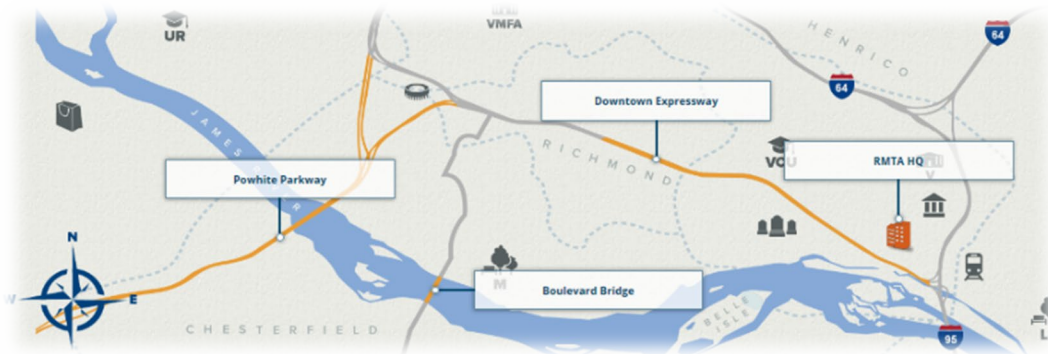 UR
VMFA
HENRICO
64
64
Downtown Expressway
JAMES
RICHMOND
VCU
RMTA HQ
V
Powhite Parkway
R
N
W
E
M
Boulevard Bridge
BELLE
ISLE
CHESTERFIELD
95
L